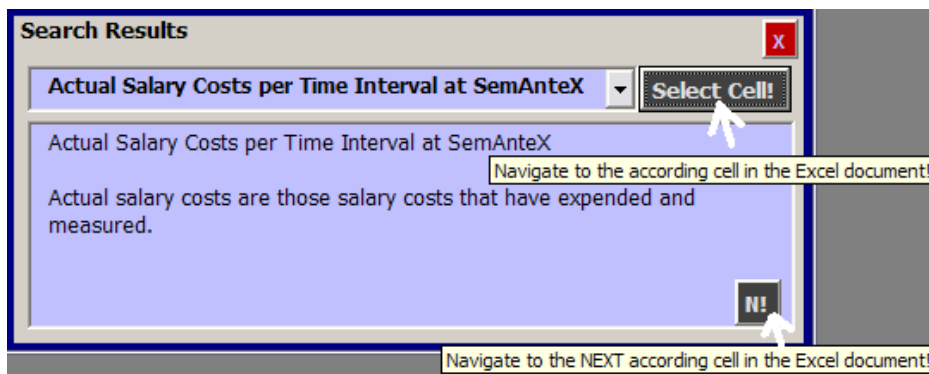 Search Results
X
Actual Salary Costs per Time Interval at SemAnteX
Select Cell!
Actual Salary Costs per Time Interval at SemAnteX
Navigate to the according cell in the Excel document!
Actual salary costs are those salary costs that have expended and
measured.
N!
Navigate to the NEXT according cell in the Excel document!